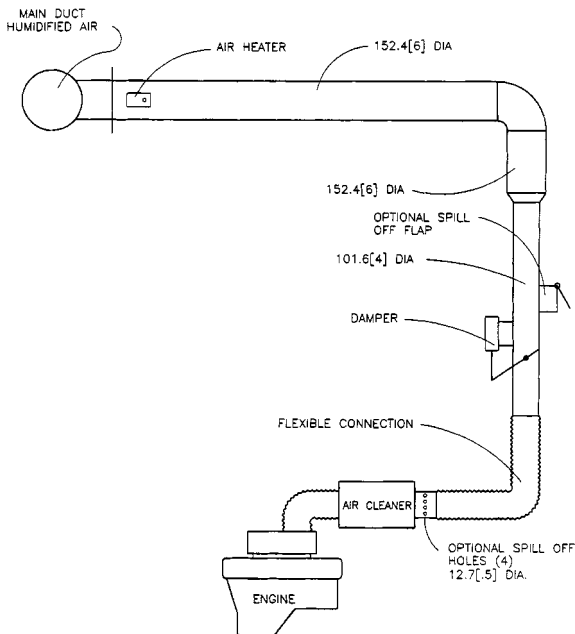 MAIN DUCT
HUMIDIFIED AIR
AIR HEATER
152.4[6] DIA
152.4[6] DIA
OPTIONAL SPILL
OFF FLAP
101.6[4] DIA
DAMPER
FLEXIBLE CONNECTION
AIR CLEANER
OPTIONAL SPILL OFF
HOLES (4)
12.7[.5] DIA.
ENGINE